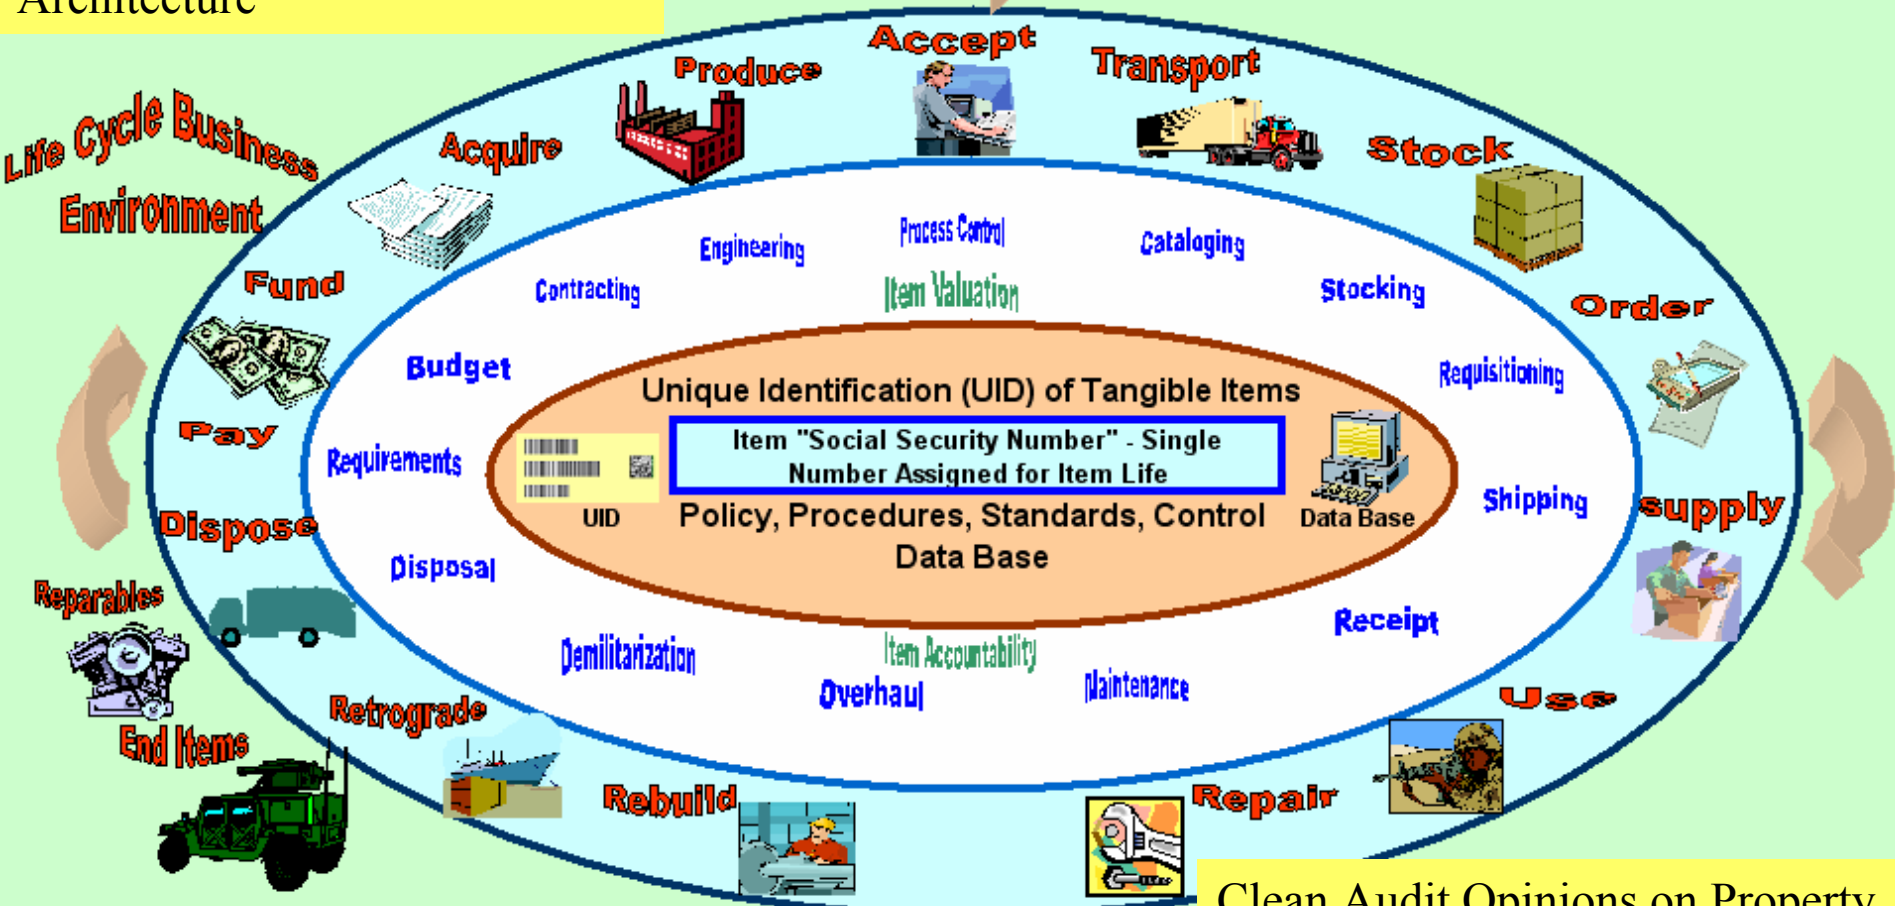 Architecture
Life Cycle Business
Environment
Accept
Produce
Transport
Acquire
Stock
Fund
Order
Pay
Dispose
supply
Reparables
End Items
Retrograde
Use
Rebuild
Repair
Process Control
Engineering
Cataloging
Contracting
Item Valuation
Stocking
Budget
Requisitioning
Requirements
Shipping
Disposal
Receipt
Demilitarization
Item Accountability
Overhaul
Maintenance
Unique Identification (UID) of Tangible Items
Item "Social Security Number" - Single
Number Assigned for Item Life
UID
Policy, Procedures, Standards, Control
Data Base
Data Base
Clean Audit Opinions on Property